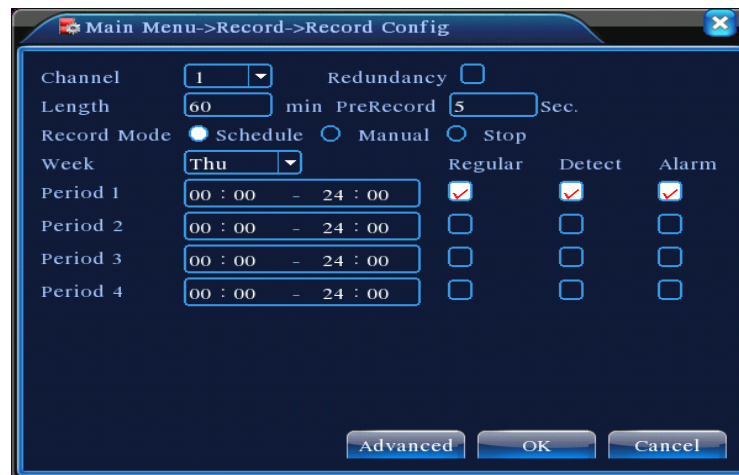 Main Menu->Record->Record Config
Channel 1 Redundancy
Length 60 min PreRecord 5 Sec.
Record Mode Schedule Manual Stop
Week Thu Regular Detect Alarm
Period 1 00 : 00 - 24 : 00
Period 2 00 : 00 - 24 : 00
Period 3 00 : 00 - 24 : 00
Period 4 00 : 00 - 24 : 00
Advanced OK Cancel